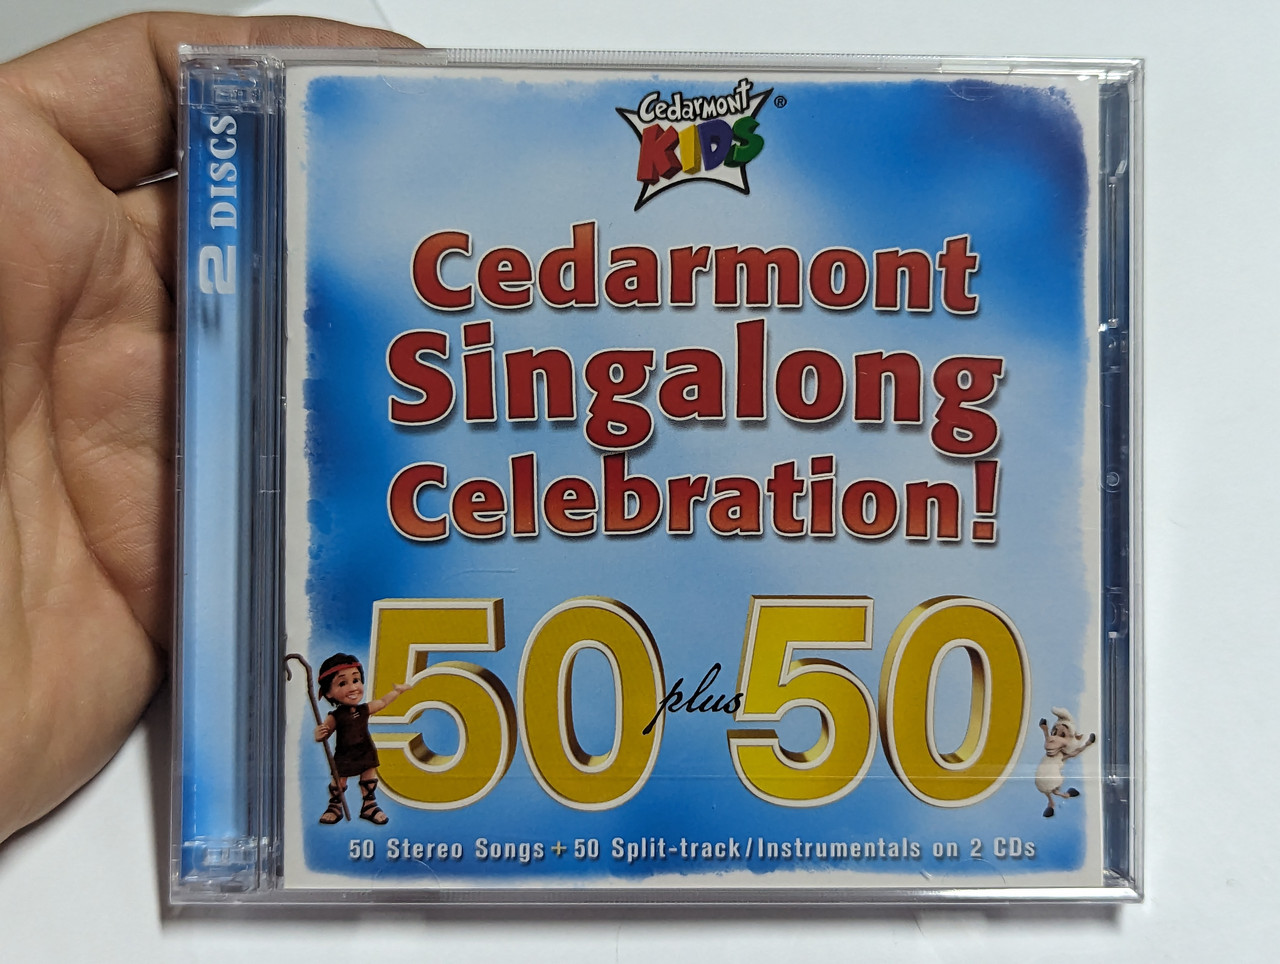 2 DISCS
Cedarmont
KIDS ®
Cedarmont
Singalong
Celebration!
50 plus 50
50 Stereo Songs + 50 Split-track/Instrumentals on 2 CDs